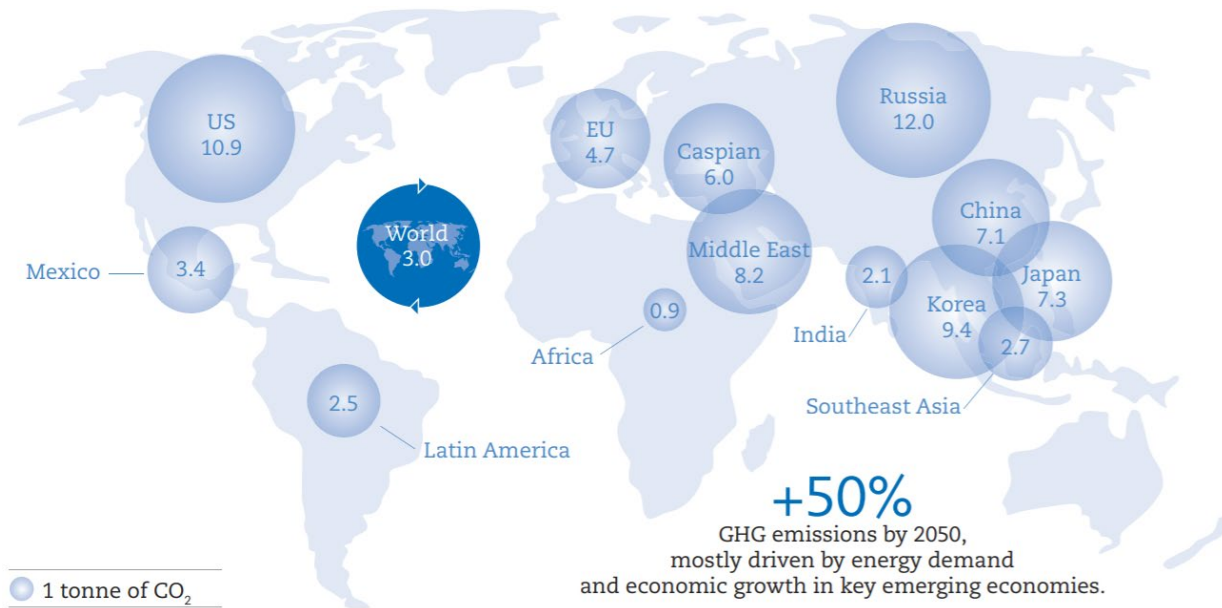 US
10.9
EU
4.7
Russia
12.0
Caspian
6.0
World
3.0
China
7.1
Mexico
3.4
Middle East
8.2
2.1
India
Korea
9.4
Japan
7.3
0.9
Africa
2.7
Southeast Asia
2.5
Latin America
+50%
GHG emissions by 2050,
mostly driven by energy demand
and economic growth in key emerging economies.
1 tonne of CO₂